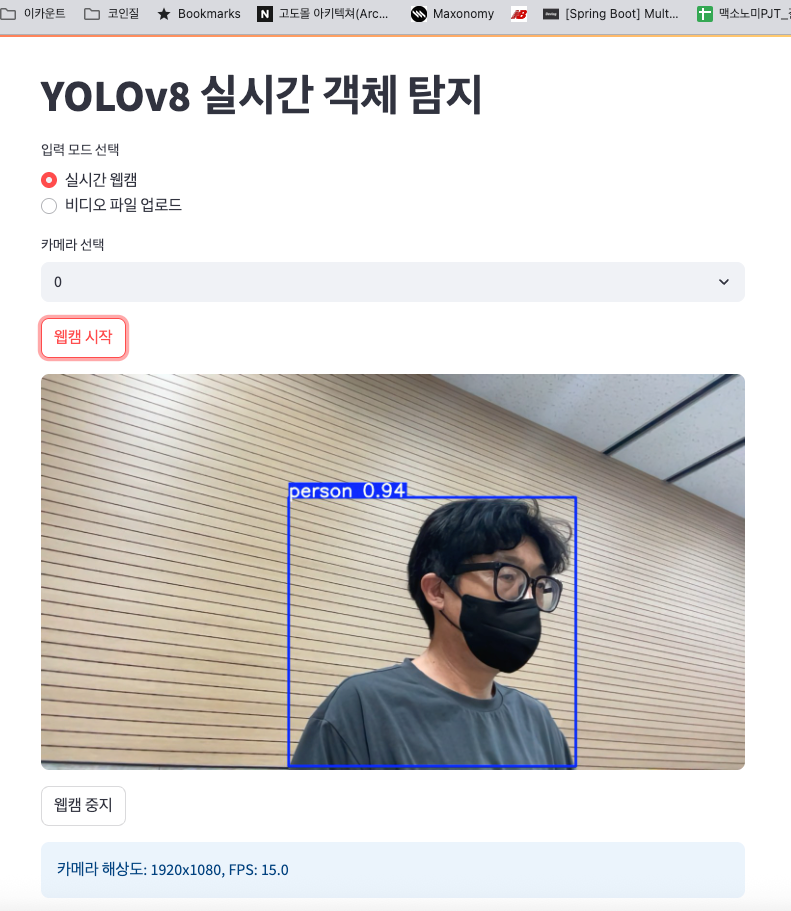 이카운트 코인질 Bookmarks N 고도몰 아키텍쳐(Arc... Maxonomy NB [Spring Boot] Mult... 맥소노미PJT_
YOLOv8 실시간 객체 탐지
입력 모드 선택
실시간 웹캠
비디오 파일 업로드
카메라 선택
0
웹캠 시작
person 0.94
웹캠 중지
카메라 해상도: 1920x1080, FPS: 15.0